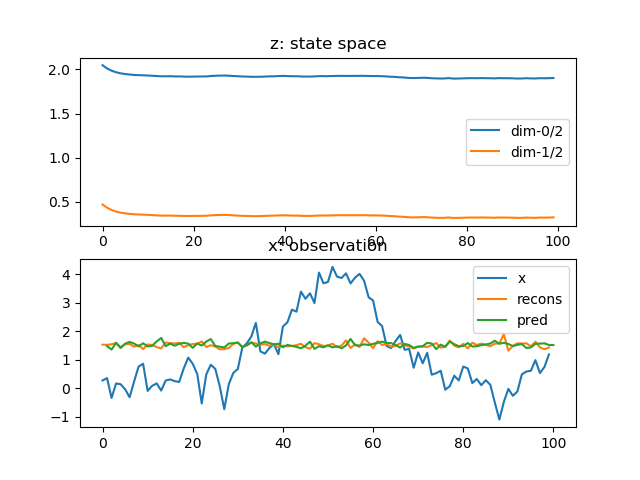 z: state space
2.0
1.5
1.0
0.5
dim-0/2
dim-1/2
0 20 40 60 80 100
x: observation
4
3
2
1
0
−1
x
recons
pred
0 20 40 60 80 100